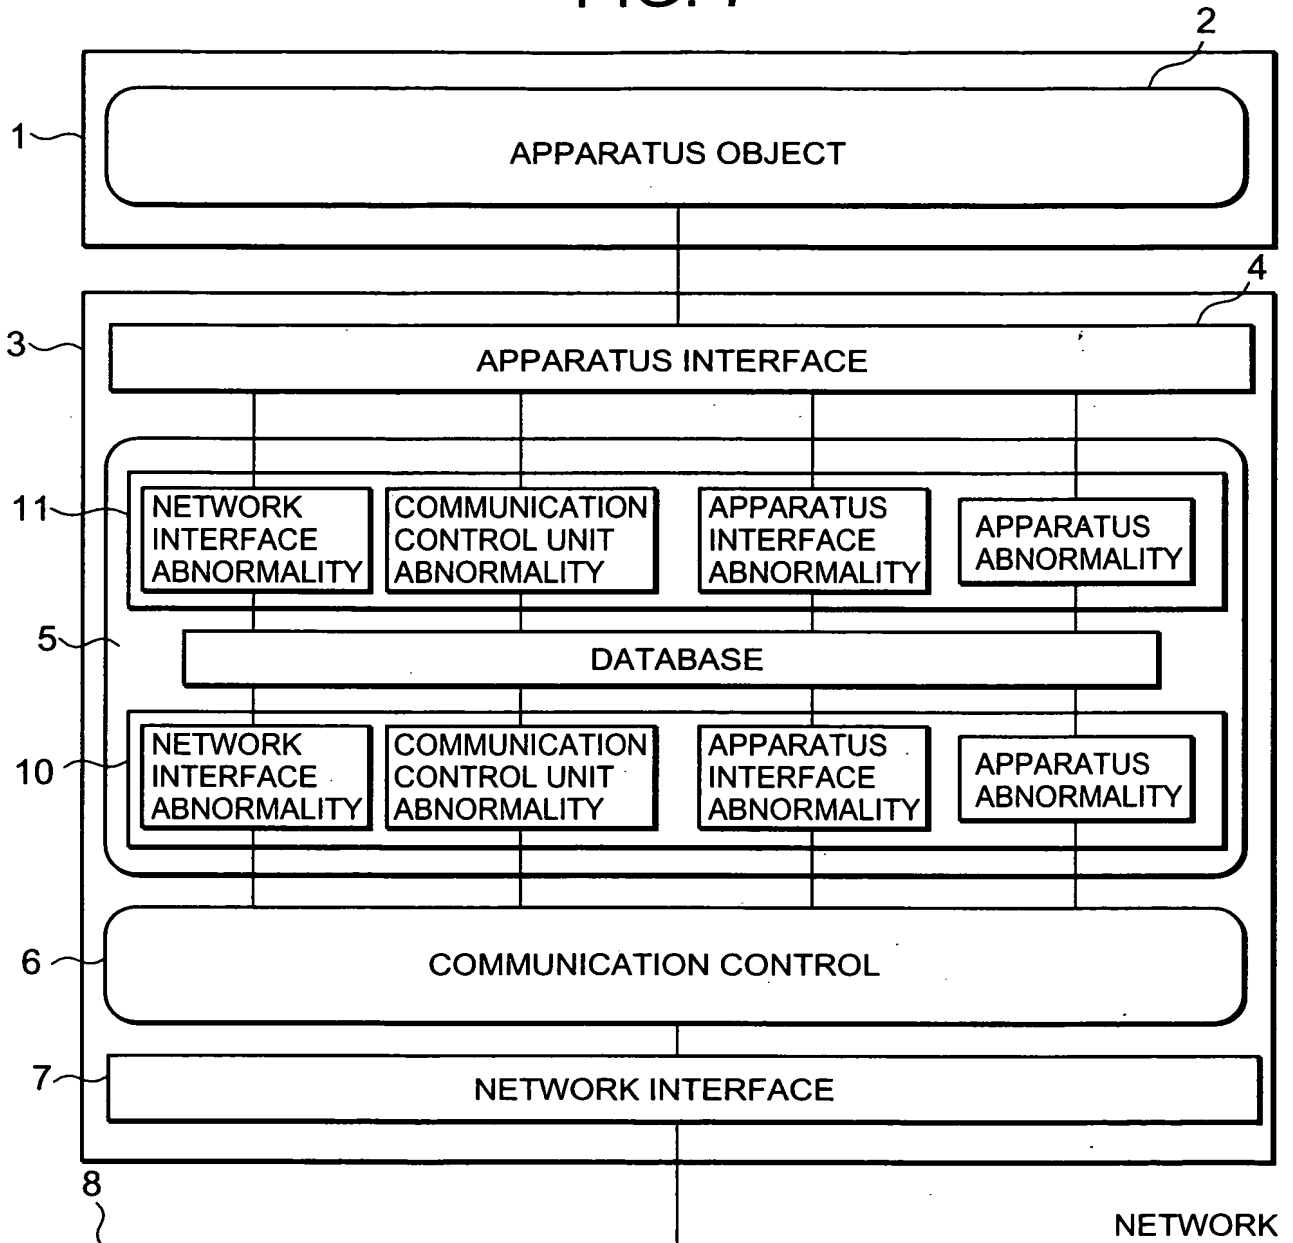 2
1
APPARATUS OBJECT
4
3
APPARATUS INTERFACE
11
NETWORK
INTERFACE
ABNORMALITY
COMMUNICATION
CONTROL UNIT
ABNORMALITY
APPARATUS
INTERFACE
ABNORMALITY
APPARATUS
ABNORMALITY
5
DATABASE
10
NETWORK
INTERFACE
ABNORMALITY
COMMUNICATION
CONTROL UNIT
ABNORMALITY
APPARATUS
INTERFACE
ABNORMALITY
APPARATUS
ABNORMALITY
6
COMMUNICATION CONTROL
7
NETWORK INTERFACE
8
NETWORK